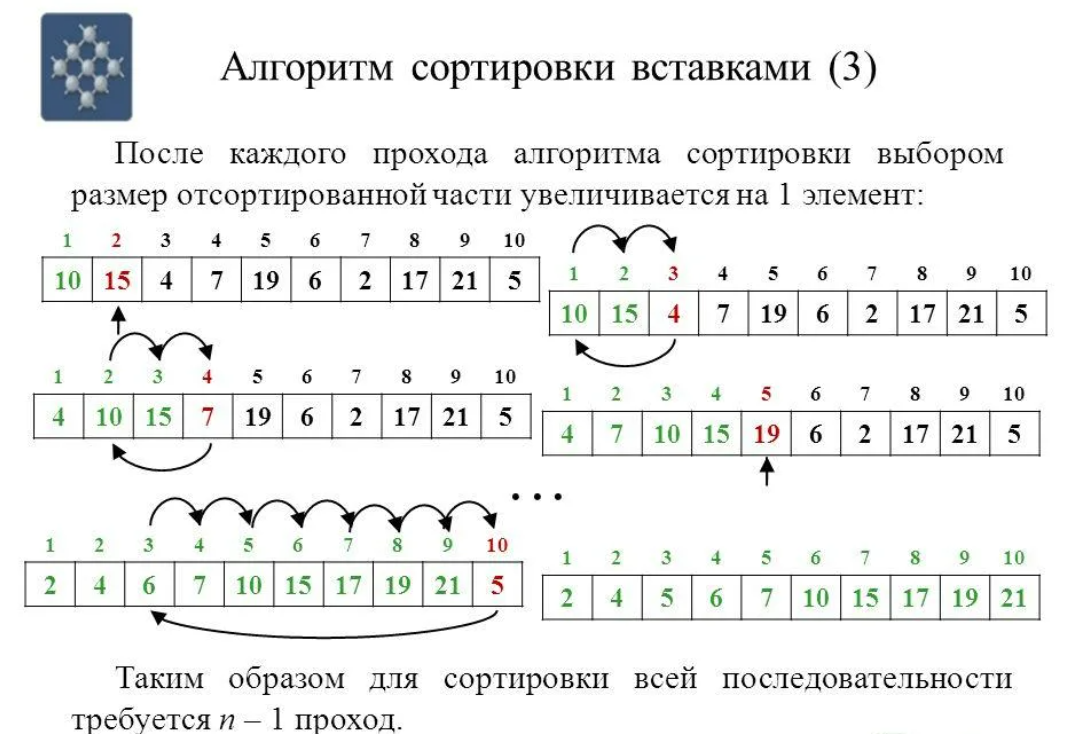 Алгоритм сортировки вставками (3)
После каждого прохода алгоритма сортировки выбором
размер отсортированной части увеличивается на 1 элемент:
1 2 3 4 5 6 7 8 9 10
10 15 4 7 19 6 2 17 21 5
1 2 3 4 5 6 7 8 9 10
10 15 4 7 19 6 2 17 21 5
1 2 3 4 5 6 7 8 9 10
4 10 15 7 19 6 2 17 21 5
1 2 3 4 5 6 7 8 9 10
4 7 10 15 19 6 2 17 21 5
...
1 2 3 4 5 6 7 8 9 10
2 4 6 7 10 15 17 19 21 5
1 2 3 4 5 6 7 8 9 10
2 4 5 6 7 10 15 17 19 21
Таким образом для сортировки всей последовательности
требуется n – 1 проход.